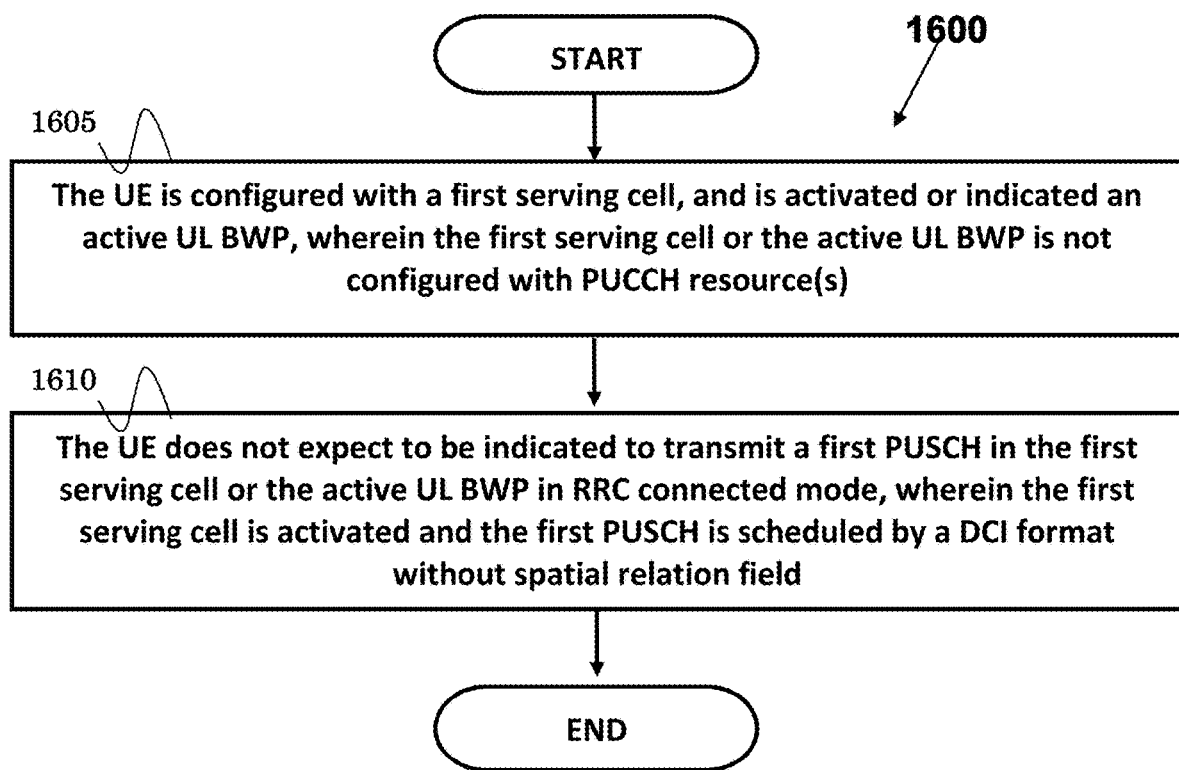 START
1600
1605
The UE is configured with a first serving cell, and is activated or indicated an
active UL BWP, wherein the first serving cell or the active UL BWP is not
configured with PUCCH resource(s)
1610
The UE does not expect to be indicated to transmit a first PUSCH in the first
serving cell or the active UL BWP in RRC connected mode, wherein the first
serving cell is activated and the first PUSCH is scheduled by a DCI format
without spatial relation field
END